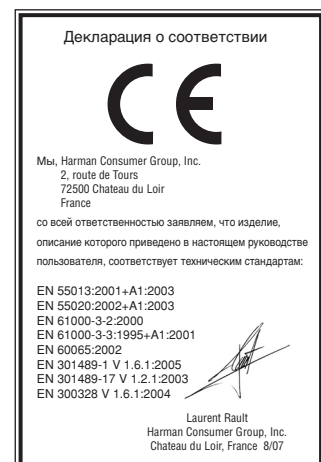 Декларация о соответствии
CE
Мы, Harman Consumer Group, Inc.
2, route de Tours
72500 Chateau du Loir
France
со всей ответственностью заявляем, что изделие,
описание которого приведено в настоящем руководстве
пользователя, соответствует техническим стандартам:
EN 55013:2001+A1:2003
EN 55020:2002+A1:2003
EN 61000-3-2:2000
EN 61000-3-3:1995+A1:2001
EN 60065:2002
EN 301489-1 V 1.6.1:2005
EN 301489-17 V 1.2.1:2003
EN 300328 V 1.6.1:2004
Laurent Rault
Harman Consumer Group, Inc.
Chateau du Loir, France 8/07